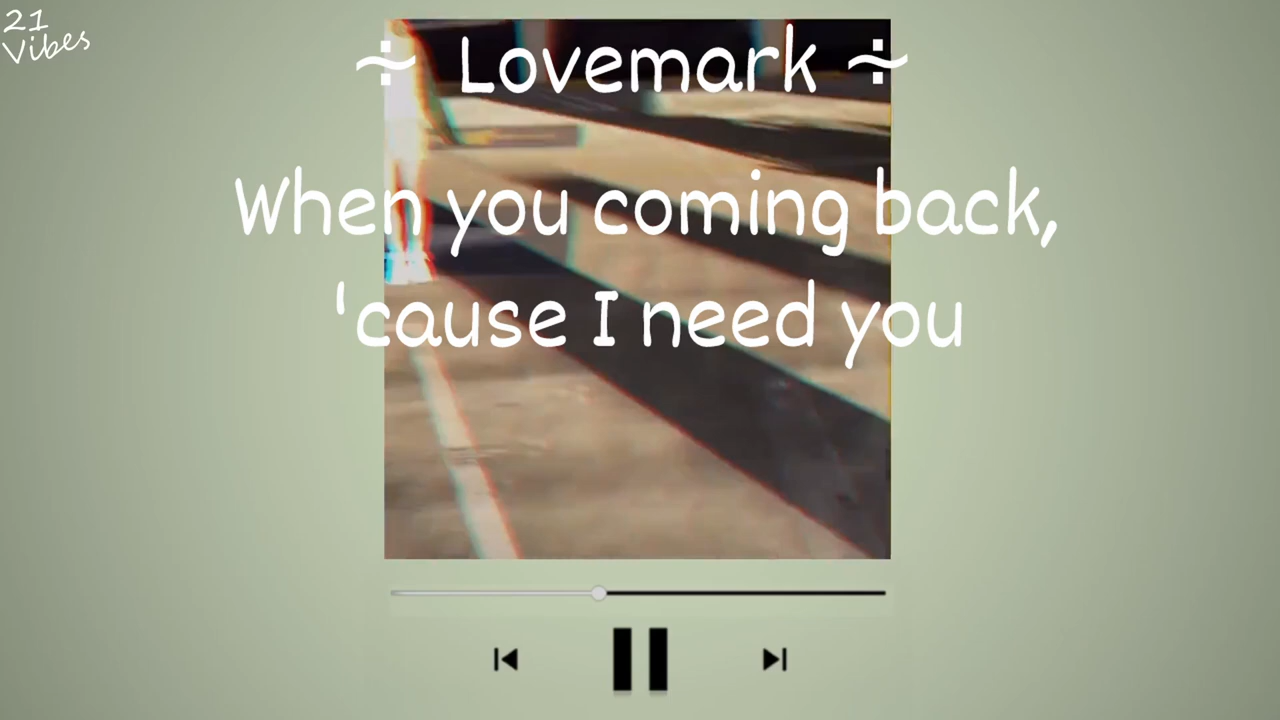 21
Vibes
∻ Lovemark ∻
When you coming back,
'cause I need you